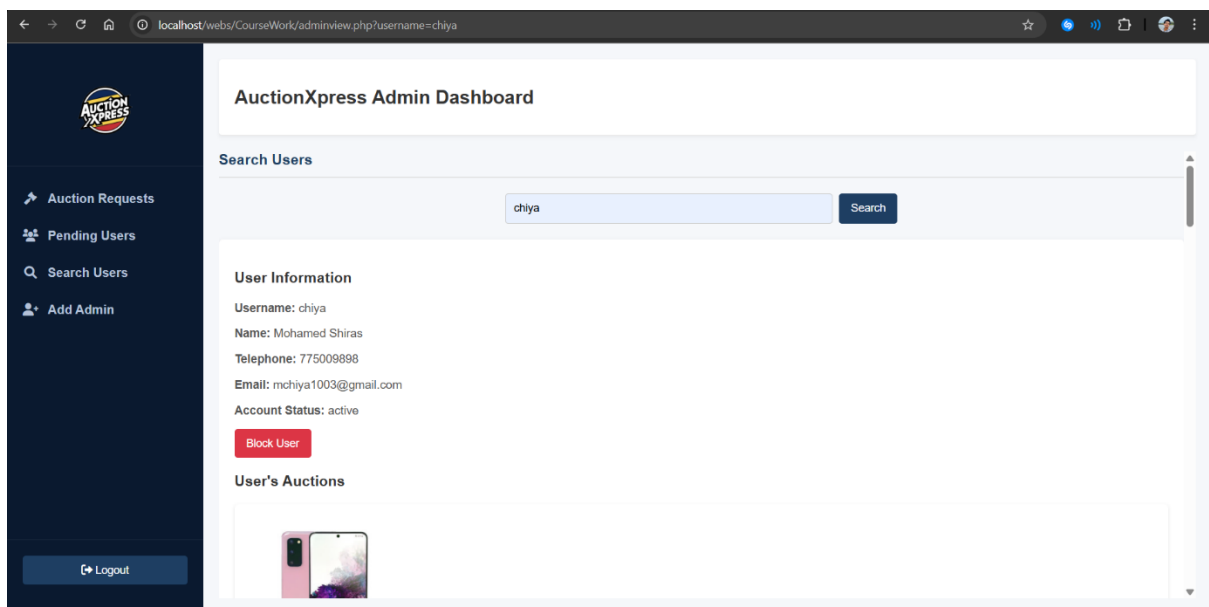 localhost/webs/CourseWork/adminview.php?username=chiya
AUCTION
XPRESS
AuctionXpress Admin Dashboard
Search Users
Auction Requests
Pending Users
Search Users
Add Admin
Logout
chiya
Search
User Information
Username: chiya
Name: Mohamed Shiras
Telephone: 775009898
Email: mchiya1003@gmail.com
Account Status: active
Block User
User's Auctions